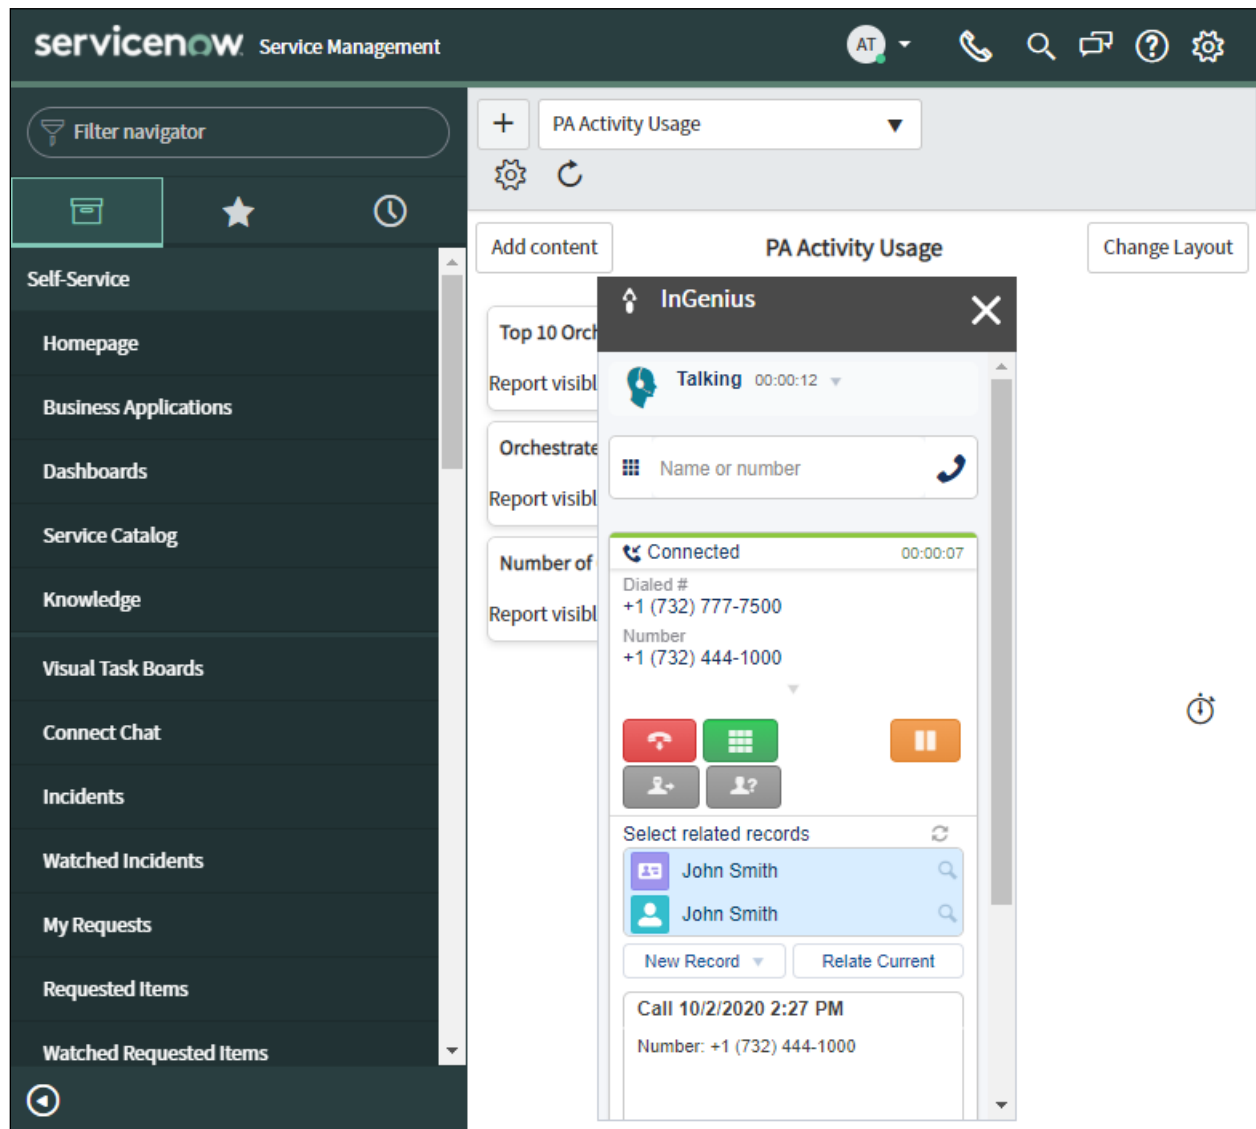 servicenow Service Management
AT
Filter navigator
Self-Service
Homepage
Business Applications
Dashboards
Service Catalog
Knowledge
Visual Task Boards
Connect Chat
Incidents
Watched Incidents
My Requests
Requested Items
Watched Requested Items
PA Activity Usage
Add content
PA Activity Usage
Change Layout
Top 10 Orch
Report visibl
Orchestrate
Report visibl
Number of
Report visibl
InGenius
Talking 00:00:12
Name or number
Connected 00:00:07
Dialed #
+1 (732) 777-7500
Number
+1 (732) 444-1000
Select related records
John Smith
John Smith
New Record
Relate Current
Call 10/2/2020 2:27 PM
Number: +1 (732) 444-1000